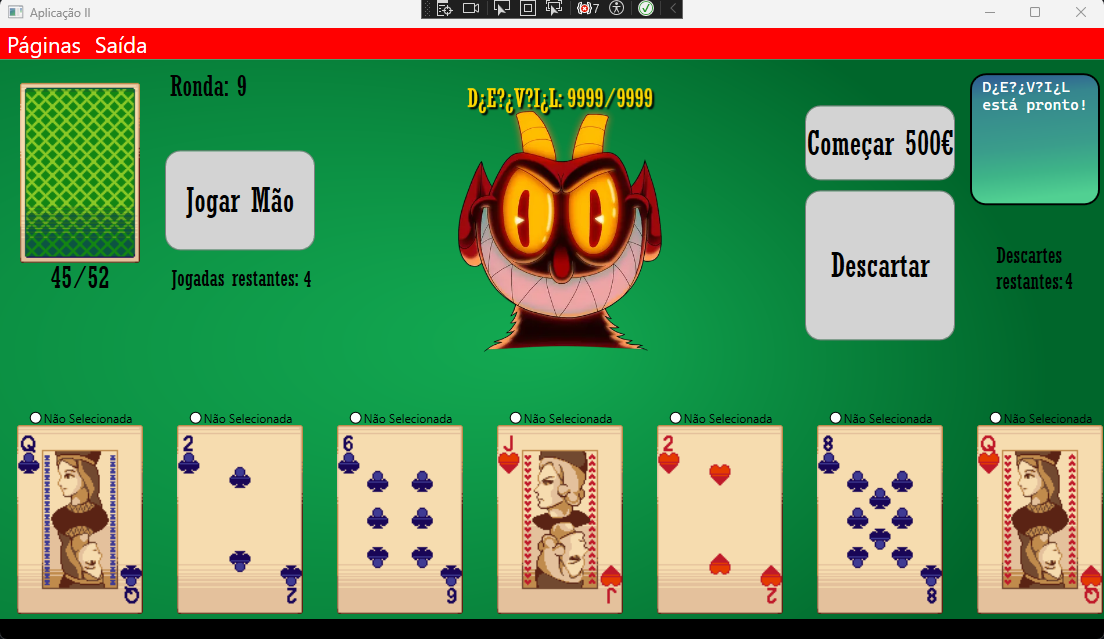 Aplicação II
7
Páginas Saída
Ronda: 9
D¿E?¿V?I¿L: 9999/9999
D¿E?¿V?I¿L
está pronto!
Começar 500€
Jogar Mão
Descartar
45/52
Jogadas restantes: 4
Descartes
restantes: 4
Não Selecionada
Não Selecionada
Não Selecionada
Não Selecionada
Não Selecionada
Não Selecionada
Não Selecionada
Q
2
6
J
2
8
Q
Q
2
6
J
2
8
Q